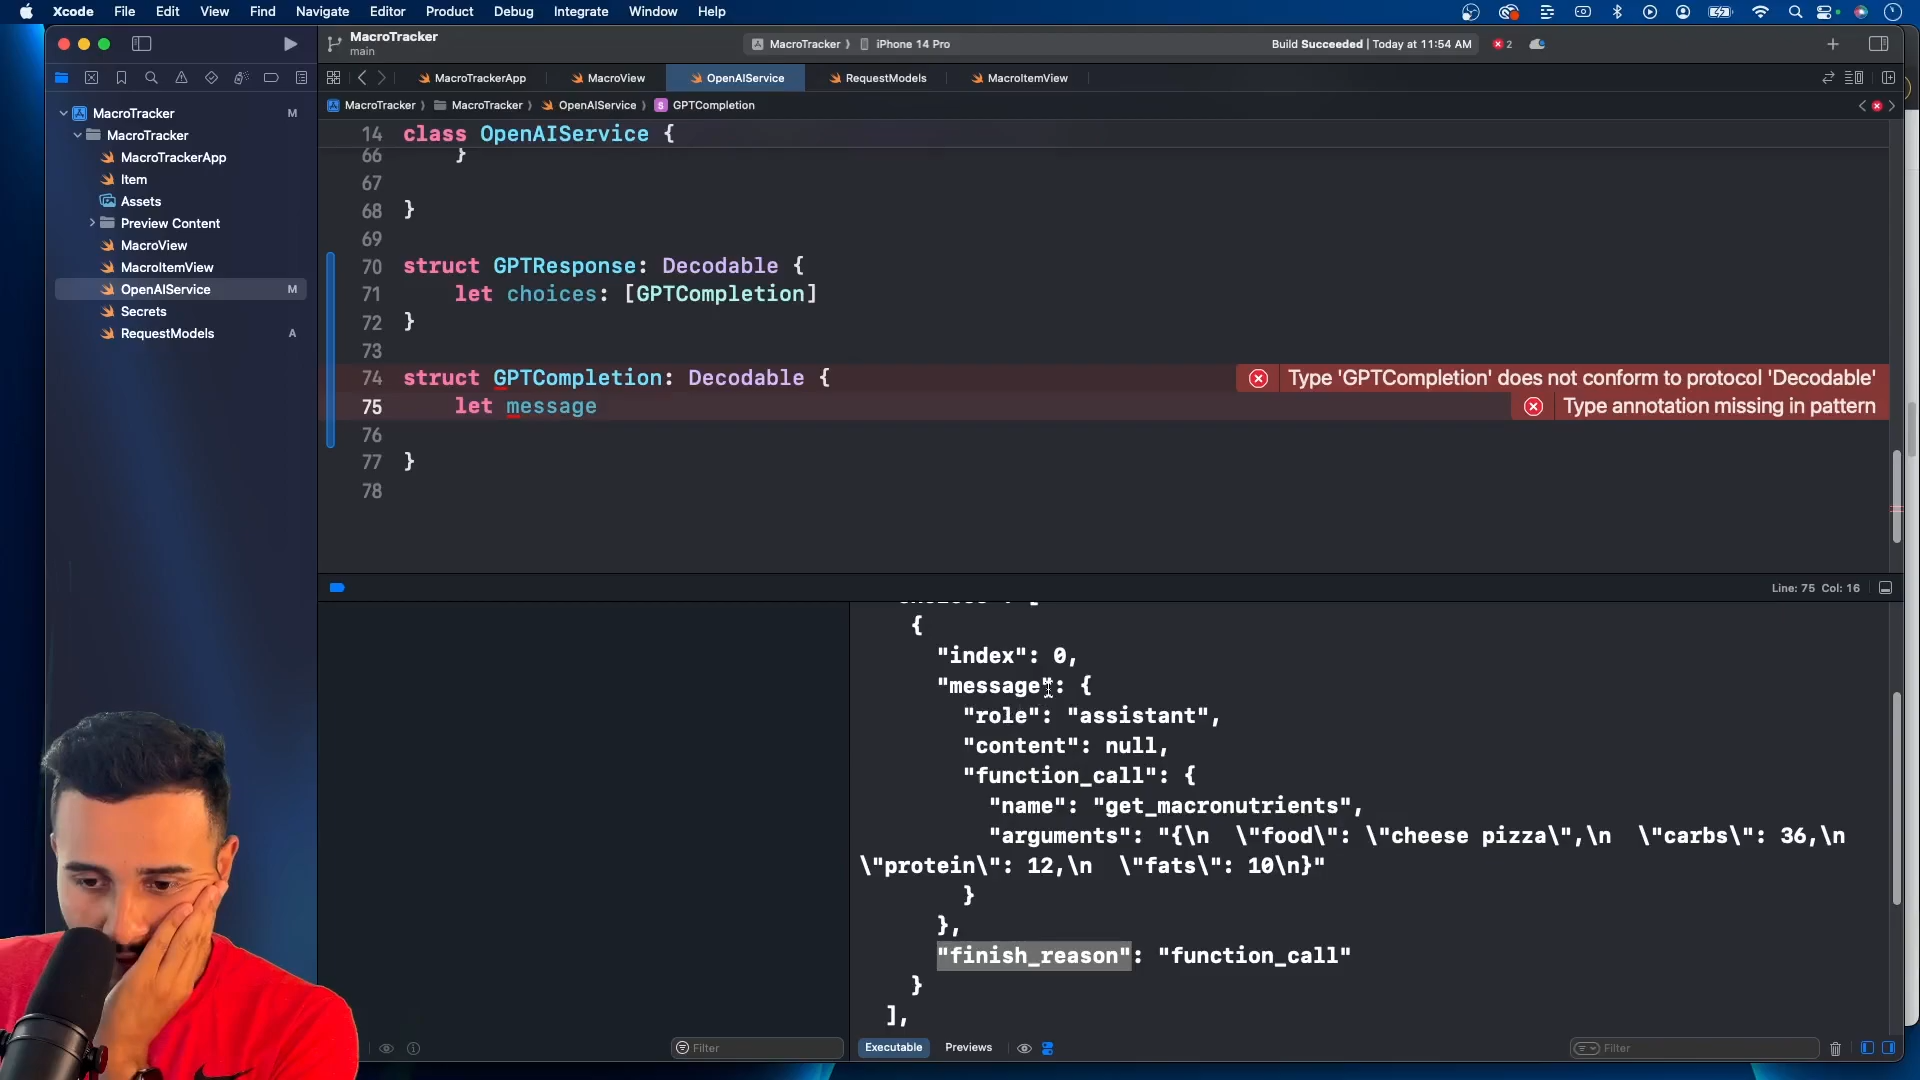 Xcode File Edit View Find Navigate Editor Product Debug Integrate Window Help
MacroTracker
main
MacroTracker iPhone 14 Pro
Build Succeeded | Today at 11:54 AM
2
MacroTrackerApp MacroView OpenAIService RequestModels MacroItemView
MacroTracker MacroTracker OpenAIService S GPTCompletion
MacroTracker M
MacroTracker
MacroTrackerApp
Item
Assets
Preview Content
MacroView
MacroItemView
OpenAIService M
Secrets
RequestModels A
14 class OpenAIService {
66 }
67
68 }
69
70 struct GPTResponse: Decodable {
71 let choices: [GPTCompletion]
72 }
73
74 struct GPTCompletion: Decodable { Type 'GPTCompletion' does not conform to protocol 'Decodable'
75 let message Type annotation missing in pattern
76
77 }
78
Line: 75 Col: 16
{
"index": 0,
"message": {
"role": "assistant",
"content": null,
"function_call": {
"name": "get_macronutrients",
"arguments": "{\n  \"food\": \"cheese pizza\",\n  \"carbs\": 36,\n
\"protein\": 12,\n  \"fats\": 10\n}"
}
},
"finish_reason": "function_call"
}
],
Filter
Executable Previews
Filter